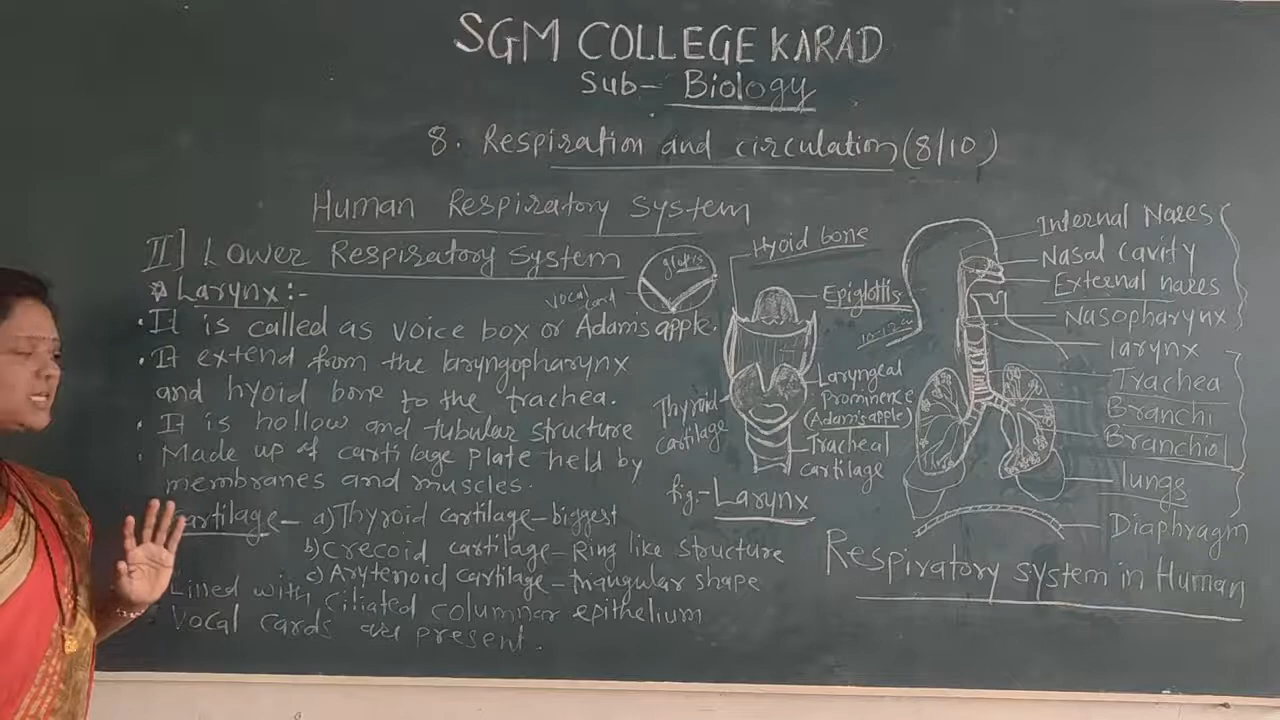 SGM COLLEGE KARAD
Sub- Biology
8. Respiration and circulation (8/10)
Human Respiratory System
II] Lower Respiratory System
* Larynx:-
• It is called as voice box or Adam's apple.
• It extend from the laryngopharynx
and hyoid bone to the trachea.
• It is hollow and tubular structure
• Made up of cartilage plate held by
membranes and muscles.
cartilage - a) Thyroid cartilage - biggest
b) Crecoid cartilage - Ring like structure
c) Arytenoid cartilage - triangular shape
Lined with ciliated columnar epithelium
Vocal cards are present.
glotis
vocal cord
Hyoid bone
Epiglottis
Laryngeal
Prominence
(Adam's apple)
Thyroid
cartilage
Tracheal
cartilage
fig:- Larynx
Internal Nares
Nasal cavity
External nares
Nasopharynx
larynx
Trachea
Branchi
Branchiol
lungs
Diaphragm
10-12 cm
Respiratory system in Human